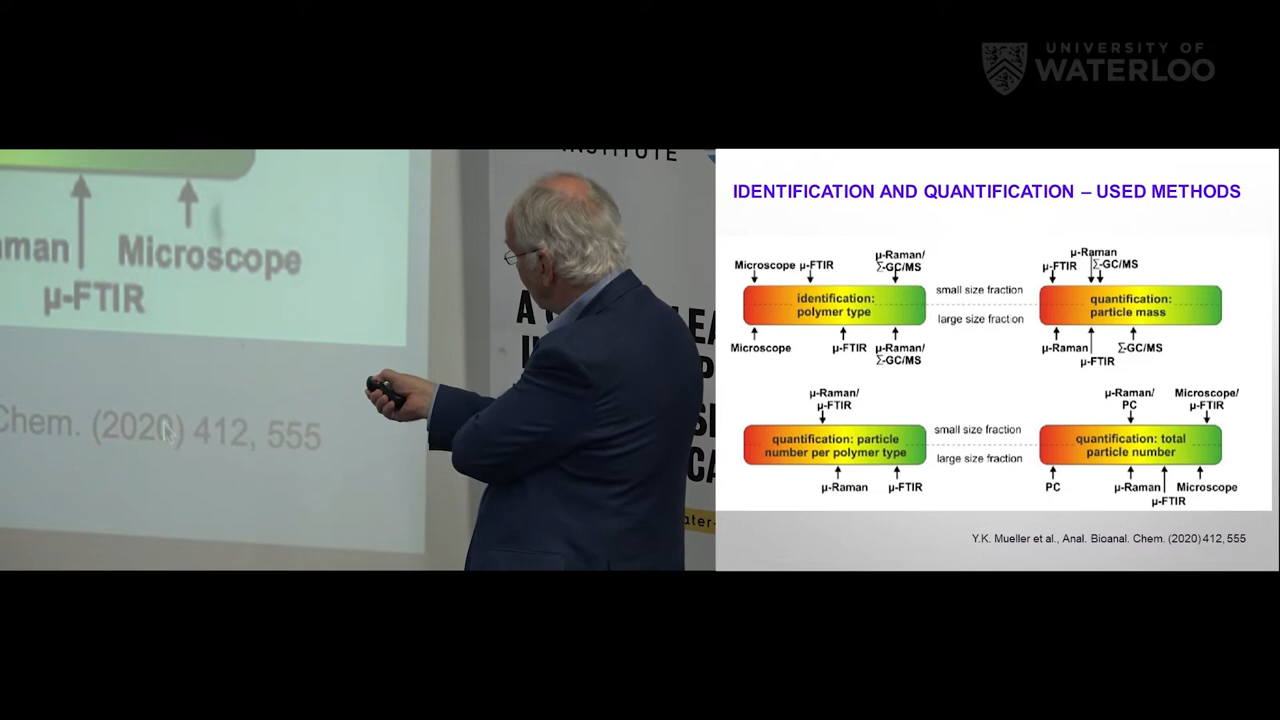 UNIVERSITY OF
WATERLOO
INSTITUTE
Microscope
μ-FTIR
Chem. (2020) 412, 555
IDENTIFICATION AND QUANTIFICATION – USED METHODS
Microscope μ-FTIR
μ-Raman/
∑-GC/MS
identification:
polymer type
Microscope
μ-FTIR
μ-Raman/
∑-GC/MS
small size fraction
large size fraction
μ-Raman
μ-FTIR
∑-GC/MS
quantification:
particle mass
μ-Raman
∑-GC/MS
μ-FTIR
μ-Raman/
μ-FTIR
quantification: particle
number per polymer type
μ-Raman
μ-FTIR
small size fraction
large size fraction
μ-Raman/
PC
Microscope/
μ-FTIR
quantification: total
particle number
PC
μ-Raman
Microscope
μ-FTIR
Y.K. Mueller et al., Anal. Bioanal. Chem. (2020) 412, 555